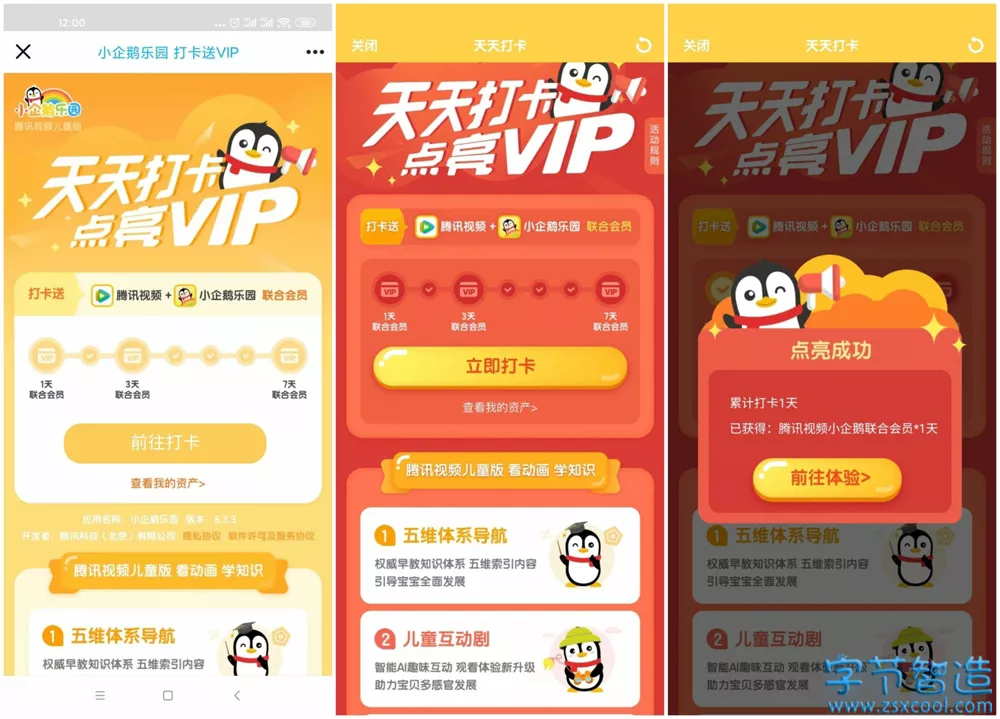 12:00
小企鹅乐园 打卡送VIP
小企鹅乐园
腾讯视频儿童版
天天打卡
点亮VIP
打卡送
腾讯视频 + 小企鹅乐园 联合会员
VIP
VIP
VIP
1天
联合会员
3天
联合会员
7天
联合会员
前往打卡
查看我的资产>
应用名称：小企鹅乐园 版本：6.3.3
开发者：腾讯科技（北京）有限公司 隐私协议 软件许可及服务协议
腾讯视频儿童版 看动画 学知识
1 五维体系导航
权威早教知识体系 五维索引内容
关闭
天天打卡
天天打卡
点亮VIP
活动规则
打卡送
腾讯视频 + 小企鹅乐园 联合会员
VIP
VIP
VIP
1天
联合会员
3天
联合会员
7天
联合会员
立即打卡
查看我的资产>
腾讯视频儿童版 看动画 学知识
1 五维体系导航
权威早教知识体系 五维索引内容
引导宝宝全面发展
2 儿童互动剧
智能AI趣味互动 观看体验新升级
助力宝贝多感官发展
关闭
天天打卡
天天打卡
点亮VIP
活动规则
打卡送
腾讯视频 + 小企鹅乐园 联合会员
点亮成功
累计打卡1天
已获得：腾讯视频小企鹅联合会员*1天
前往体验>
1 五维体系导航
权威早教知识体系 五维索引内容
引导宝宝全面发展
2 儿童互动剧
智能AI趣味互动 观看体验新升级
助力宝贝多感官发展
字节智造
www.zsxcool.com